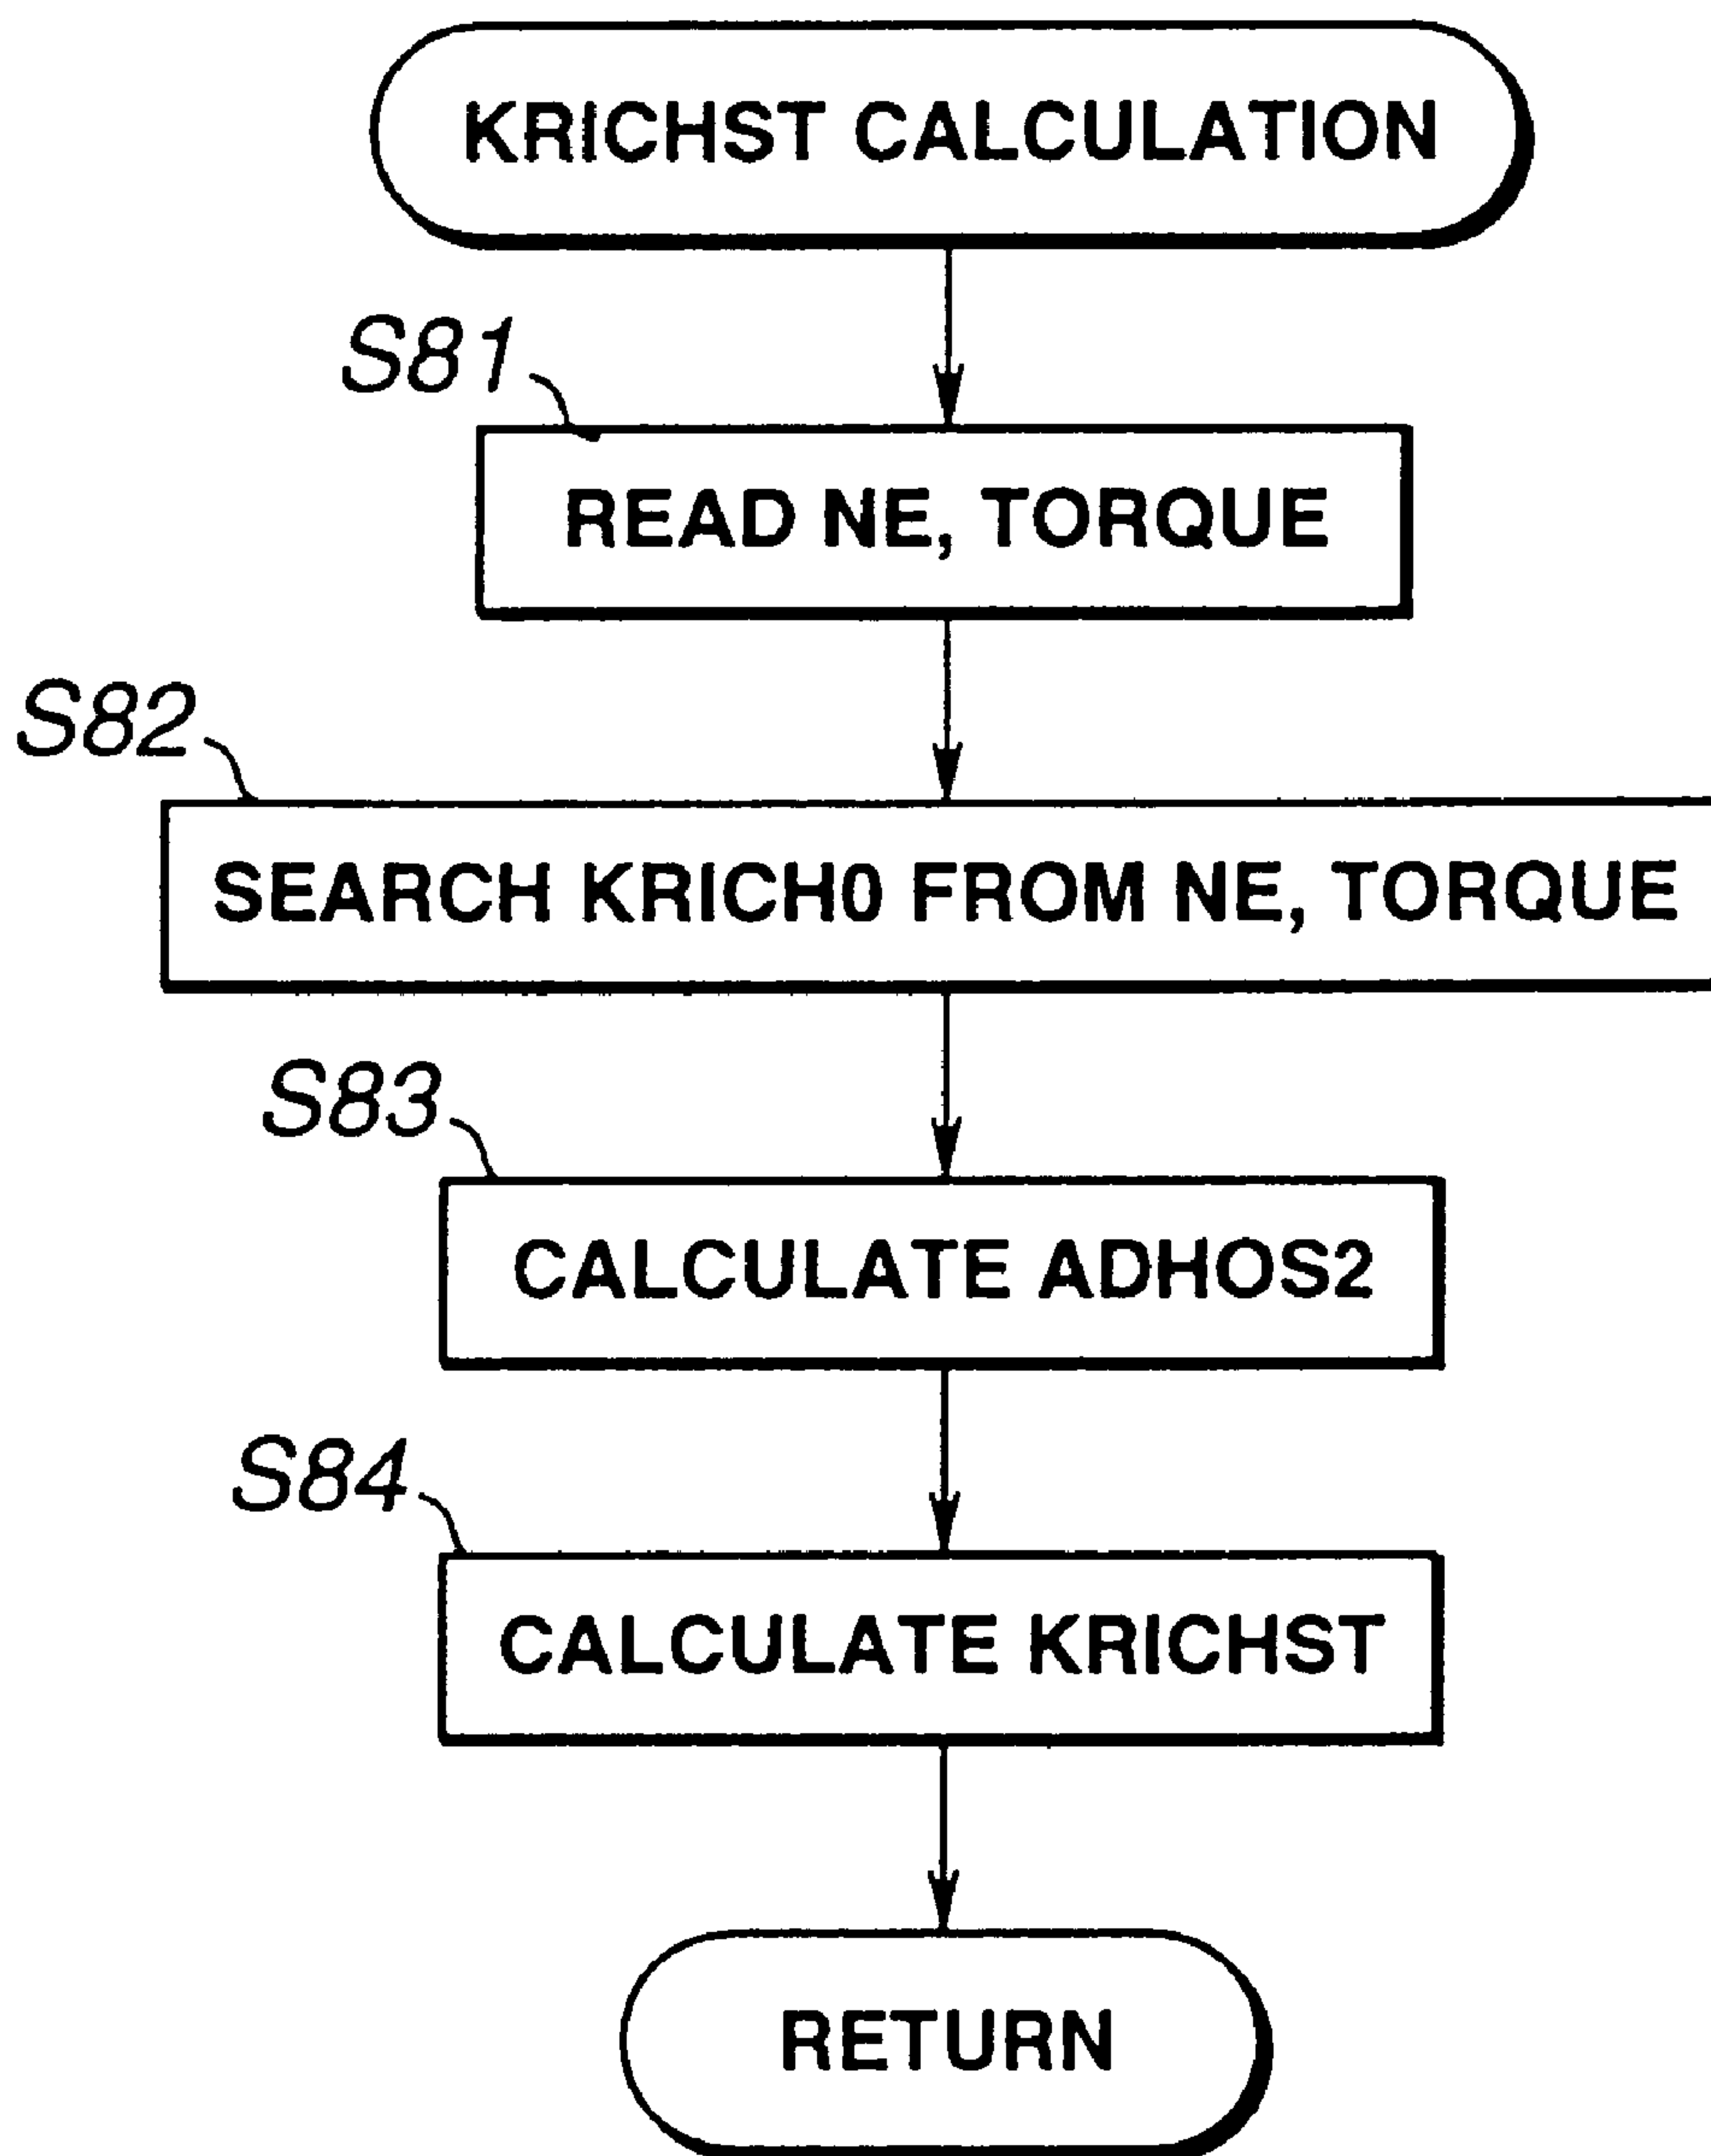 KRICHST CALCULATION
S81
READ NE, TORQUE
S82
SEARCH KRICH0 FROM NE, TORQUE
S83
CALCULATE ADHOS2
S84
CALCULATE KRICHST
RETURN